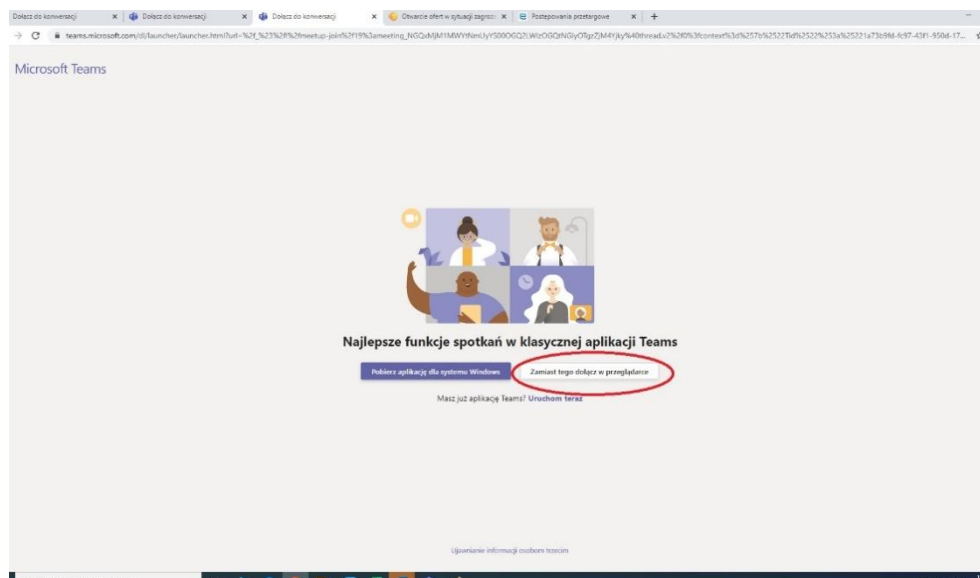 Dołącz do konwersacji
Dołącz do konwersacji
Dołącz do konwersacji
Otwarcie ofert w sytuacji
Postępowania przetargowe
Microsoft Teams
Najlepsze funkcje spotkań w klasycznej aplikacji Teams
Pobierz aplikację dla systemu Windows
Zamiast tego dołącz w przeglądarce
Masz już aplikację Teams? Uruchom teraz
Ujawnianie informacji osobom trzecim